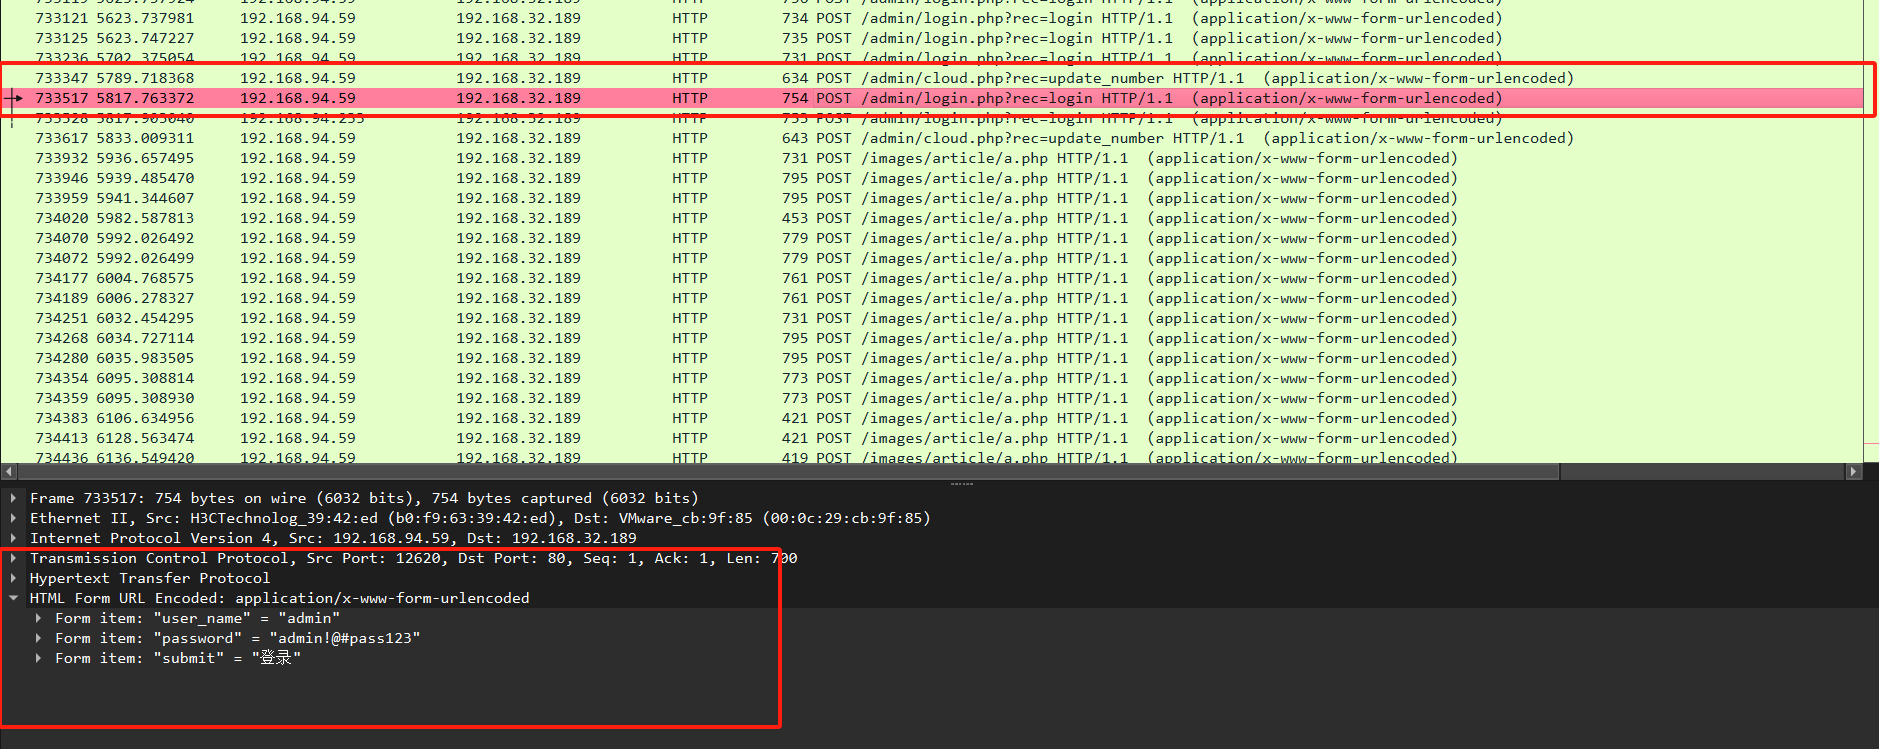 733121 5623.737981 192.168.94.59 192.168.32.189 HTTP 734 POST /admin/login.php?rec=login HTTP/1.1 (application/x-www-form-urlencoded)
733125 5623.747227 192.168.94.59 192.168.32.189 HTTP 735 POST /admin/login.php?rec=login HTTP/1.1 (application/x-www-form-urlencoded)
733236 5702.375054 192.168.94.59 192.168.32.189 HTTP 731 POST /admin/login.php?rec=login HTTP/1.1 (application/x-www-form-urlencoded)
733347 5789.718368 192.168.94.59 192.168.32.189 HTTP 634 POST /admin/cloud.php?rec=update_number HTTP/1.1 (application/x-www-form-urlencoded)
733517 5817.763372 192.168.94.59 192.168.32.189 HTTP 754 POST /admin/login.php?rec=login HTTP/1.1 (application/x-www-form-urlencoded)
HTTP POST /admin/login.php?rec=login HTTP/1.1 (application/x-www-form-urlencoded)
733617 5833.009311 192.168.94.59 192.168.32.189 HTTP 643 POST /admin/cloud.php?rec=update_number HTTP/1.1 (application/x-www-form-urlencoded)
733932 5936.657495 192.168.94.59 192.168.32.189 HTTP 731 POST /images/article/a.php HTTP/1.1 (application/x-www-form-urlencoded)
733946 5939.485470 192.168.94.59 192.168.32.189 HTTP 795 POST /images/article/a.php HTTP/1.1 (application/x-www-form-urlencoded)
733959 5941.344607 192.168.94.59 192.168.32.189 HTTP 795 POST /images/article/a.php HTTP/1.1 (application/x-www-form-urlencoded)
734020 5982.587813 192.168.94.59 192.168.32.189 HTTP 453 POST /images/article/a.php HTTP/1.1 (application/x-www-form-urlencoded)
734070 5992.026492 192.168.94.59 192.168.32.189 HTTP 779 POST /images/article/a.php HTTP/1.1 (application/x-www-form-urlencoded)
734072 5992.026499 192.168.94.59 192.168.32.189 HTTP 779 POST /images/article/a.php HTTP/1.1 (application/x-www-form-urlencoded)
734177 6004.768575 192.168.94.59 192.168.32.189 HTTP 761 POST /images/article/a.php HTTP/1.1 (application/x-www-form-urlencoded)
734189 6006.278327 192.168.94.59 192.168.32.189 HTTP 761 POST /images/article/a.php HTTP/1.1 (application/x-www-form-urlencoded)
734251 6032.454295 192.168.94.59 192.168.32.189 HTTP 731 POST /images/article/a.php HTTP/1.1 (application/x-www-form-urlencoded)
734268 6034.727114 192.168.94.59 192.168.32.189 HTTP 795 POST /images/article/a.php HTTP/1.1 (application/x-www-form-urlencoded)
734280 6035.983505 192.168.94.59 192.168.32.189 HTTP 795 POST /images/article/a.php HTTP/1.1 (application/x-www-form-urlencoded)
734354 6095.308814 192.168.94.59 192.168.32.189 HTTP 773 POST /images/article/a.php HTTP/1.1 (application/x-www-form-urlencoded)
734359 6095.308930 192.168.94.59 192.168.32.189 HTTP 773 POST /images/article/a.php HTTP/1.1 (application/x-www-form-urlencoded)
734383 6106.634956 192.168.94.59 192.168.32.189 HTTP 421 POST /images/article/a.php HTTP/1.1 (application/x-www-form-urlencoded)
734413 6128.563474 192.168.94.59 192.168.32.189 HTTP 421 POST /images/article/a.php HTTP/1.1 (application/x-www-form-urlencoded)
734436 6136.549420 192.168.94.59 192.168.32.189 HTTP 419 POST /images/article/a.php HTTP/1.1 (application/x-www-form-urlencoded)
Frame 733517: 754 bytes on wire (6032 bits), 754 bytes captured (6032 bits)
Ethernet II, Src: H3CTechnolog_39:42:ed (b0:f9:63:39:42:ed), Dst: VMware_cb:9f:85 (00:0c:29:cb:9f:85)
Internet Protocol Version 4, Src: 192.168.94.59, Dst: 192.168.32.189
Transmission Control Protocol, Src Port: 12620, Dst Port: 80, Seq: 1, Ack: 1, Len: 700
Hypertext Transfer Protocol
HTML Form URL Encoded: application/x-www-form-urlencoded
Form item: "user_name" = "admin"
Form item: "password" = "admin!@#pass123"
Form item: "submit" = "登录"